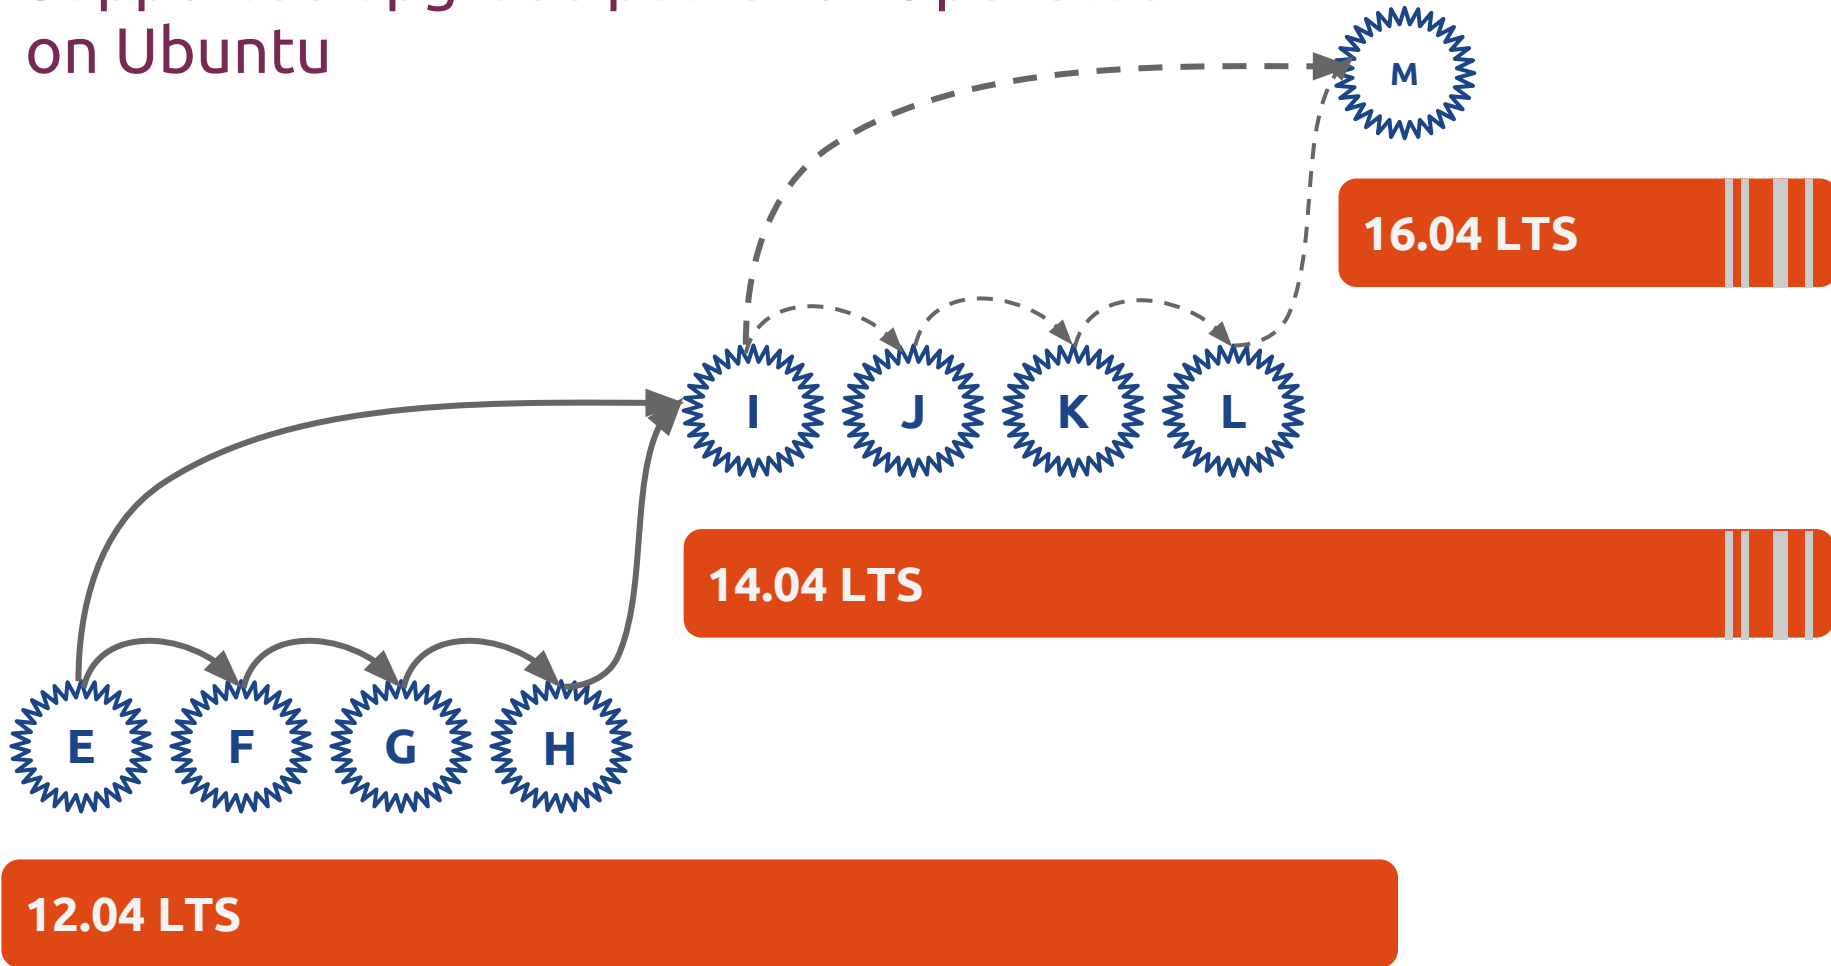 on Ubuntu
M
16.04 LTS
I J K L
14.04 LTS
E F G H
12.04 LTS